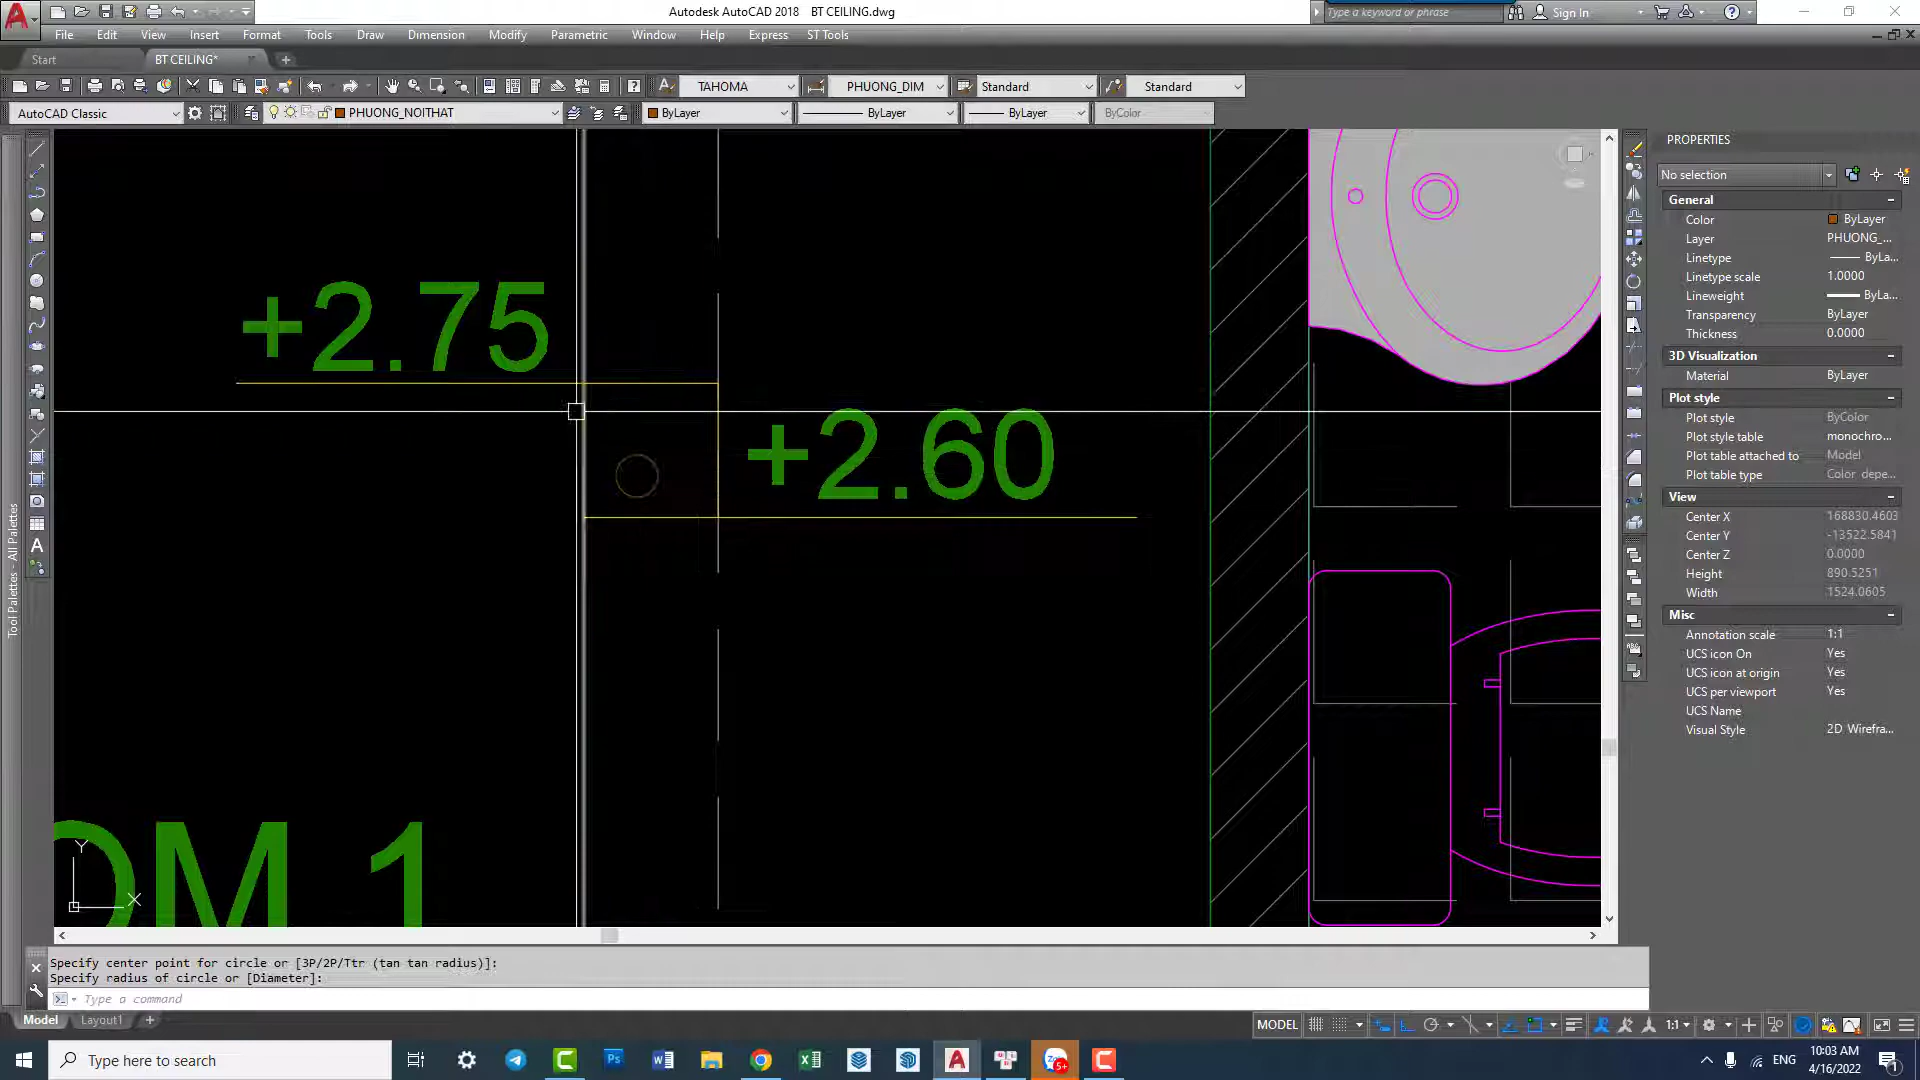 Autodesk AutoCAD 2018 BT CEILING.dwg
Type a keyword or phrase
Sign In
File Edit View Insert Format Tools Draw Dimension Modify Parametric Window Help Express ST Tools
Start
BT CEILING*
TAHOMA
PHUONG_DIM
Standard
Standard
AutoCAD Classic
PHUONG_NOITHAT
ByLayer
ByLayer
ByLayer
ByColor
+2.75
+2.60
OM 1
Y
X
Tool Palettes - All Palettes
PROPERTIES
No selection
General
Color ByLayer
Layer PHUONG_...
Linetype ByLa...
Linetype scale 1.0000
Lineweight ByLa...
Transparency ByLayer
Thickness 0.0000
3D Visualization
Material ByLayer
Plot style
Plot style ByColor
Plot style table monochro...
Plot table attached to Model
Plot table type Color depe...
View
Center X 168830.4603
Center Y -13522.5841
Center Z 0.0000
Height 890.5251
Width 1524.0605
Misc
Annotation scale 1:1
UCS icon On Yes
UCS icon at origin Yes
UCS per viewport Yes
UCS Name
Visual Style 2D Wirefra...
Specify center point for circle or [3P/2P/Ttr (tan tan radius)]:
Specify radius of circle or [Diameter]:
Type a command
Model
Layout1
MODEL
1:1
Type here to search
ENG
10:03 AM
4/16/2022